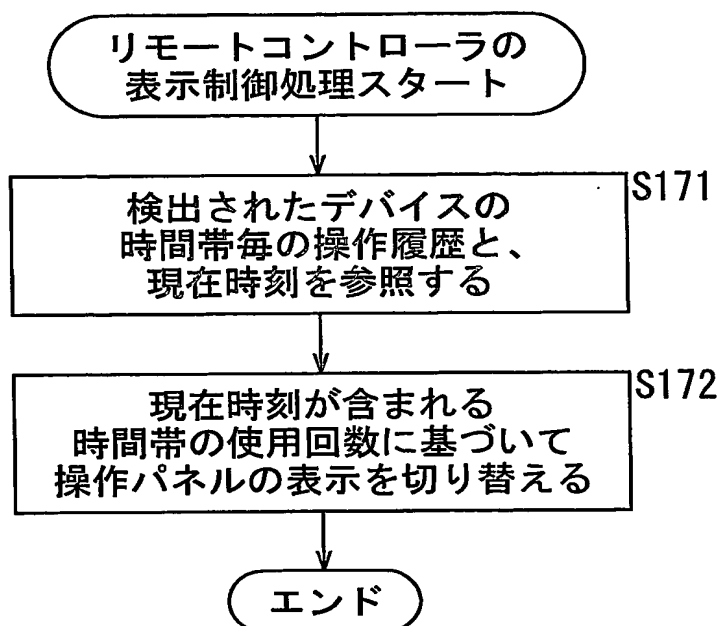 リモートコントローラの
表示制御処理スタート
検出されたデバイスの
時間帯毎の操作履歴と、
現在時刻を参照する
S171
現在時刻が含まれる
時間帯の使用回数に基づいて
操作パネルの表示を切り替える
S172
エンド